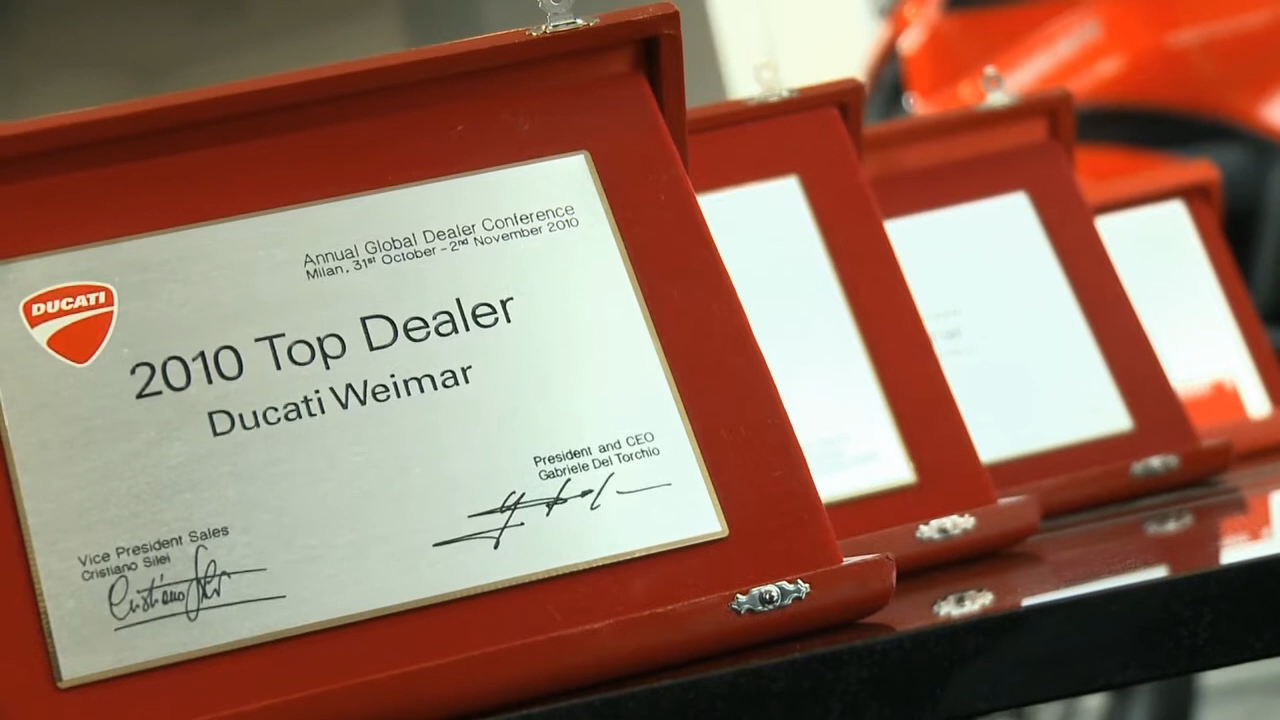 Annual Global Dealer Conference
Milan, 31st October - 2nd November 2010
DUCATI
2010 Top Dealer
Ducati Weimar
President and CEO
Gabriele Del Torchio
Vice President Sales
Cristiano Silei